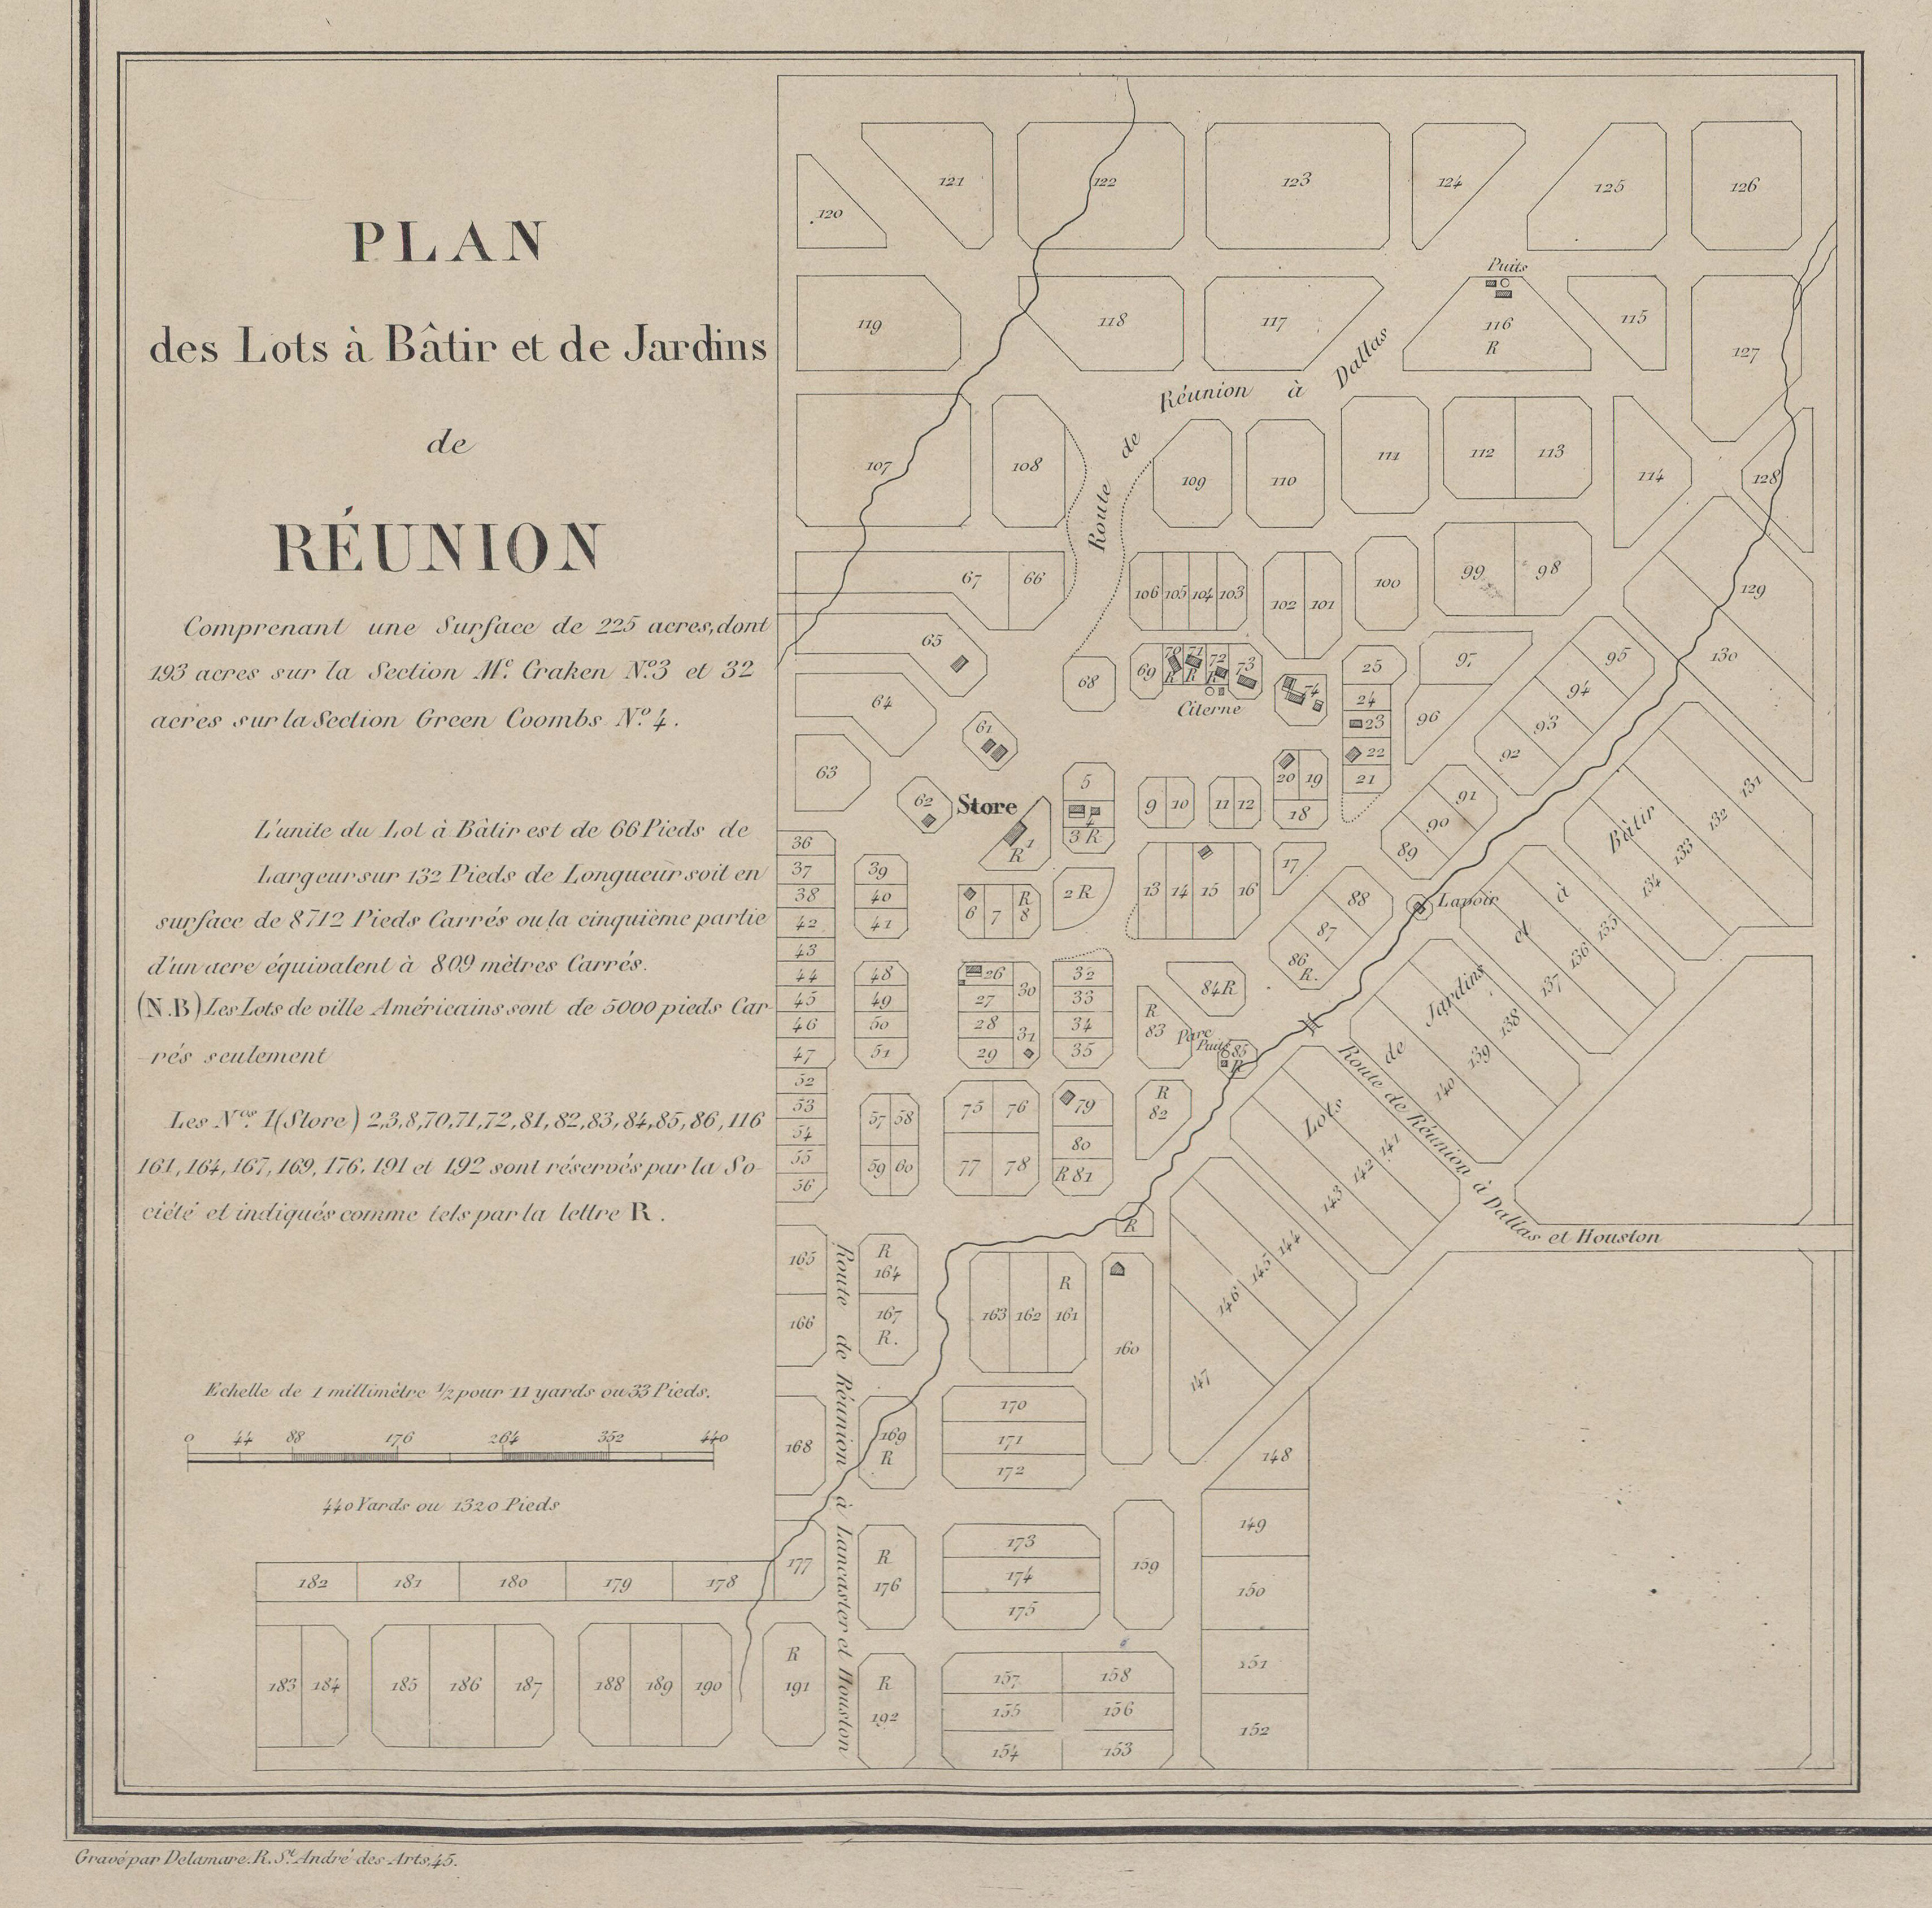 PLAN
des Lots à Bâtir et de Jardins
de
RÉUNION
Comprenant une Surface de 225 acres, dont
193 acres sur la Section Mc. Craken No. 3 et 32
acres sur la Section Green Coombs No. 4.
L'unite du Lot à Bâtir est de 66 Pieds de
Largeur sur 132 Pieds de Longueur soit en
surface de 8712 Pieds Carrés ou la cinquième partie
d'un acre équivalent à 809 mètres Carrés.
(N.B) Les Lots de ville Américains sont de 5000 pieds Car-
rés seulement
Les Nos. 1 (Store) 2,3,8,70,71,72,81,82,83,84,85,86,116
161,164,167,169,176,191 et 192 sont réservés par la So-
ciété et indiqués comme tels par la lettre R.
Echelle de 1 millimètre 1/2 pour 11 yards ou 33 Pieds.
0 44 88 176 264 352 440
440 Yards ou 1320 Pieds
120 121 122 123 124 125 126
Puits
119 118 117 116 115 127
R
Route de Réunion à Dallas
107 108 109 110 111 112 113 114 128
67 66 106 105 104 103 102 101 100 99 98 129
65 68 69 70 71 72 73 25 97 95 130
R R R
64 Citerne 74 24 96 94
61 23 93
63 22 92
62 Store 5 9 10 11 12 20 19 21 91 131
4 18 90 132
36 R 1 3 R 89 133
37 39 17 134
38 40 6 7 R 8 2 R 13 14 15 16 88 Lavoir
42 41 87 135
43 86 R. 136
44 48 26 30 32 84 R 137
45 49 27 33 R 83
46 50 28 31 34 Parc Puits 85 R 138
47 51 29 35 139
52 140
53 57 58 75 76 79 R 82
54 80 141
55 59 60 77 78 R 81 142
56 143
Lots à Bâtir et de Jardins
Route de Réunion à Dallas et Houston
R
165 R 164 144
145
166 167 R. 163 162 R 161 160 146
147
168 169 R 170 148
171
172
177 R 176 173 159 149
182 181 180 179 178 174 150
175
183 184 185 186 187 188 189 190 R 191 R 192 157 158 151
155 156 152
154 153
Route de Réunion à Lancaster et Houston
Gravé par Delamare. R. St. André des Arts, 45.